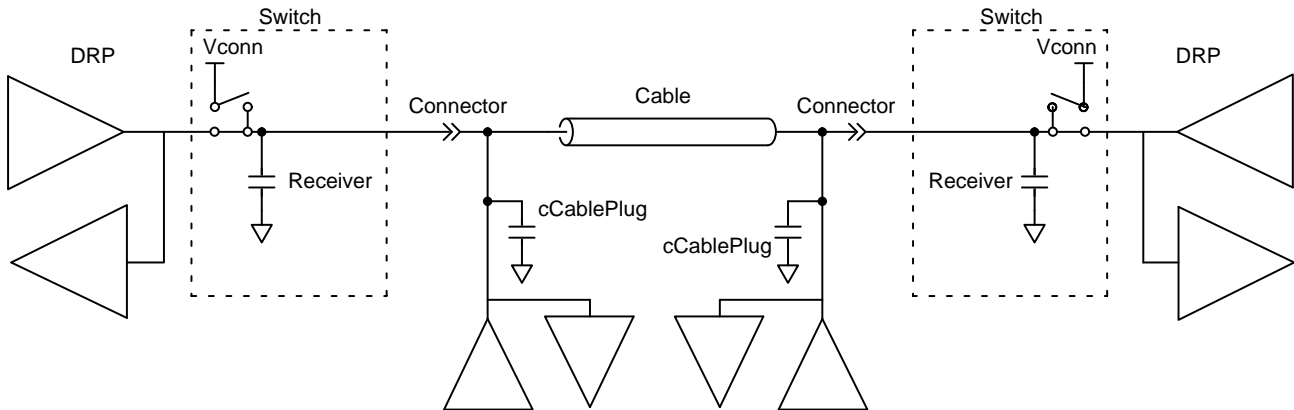 Switch
Switch
DRP
Vconn
Vconn
DRP
Connector
Cable
Connector
Receiver
Receiver
cCablePlug
cCablePlug